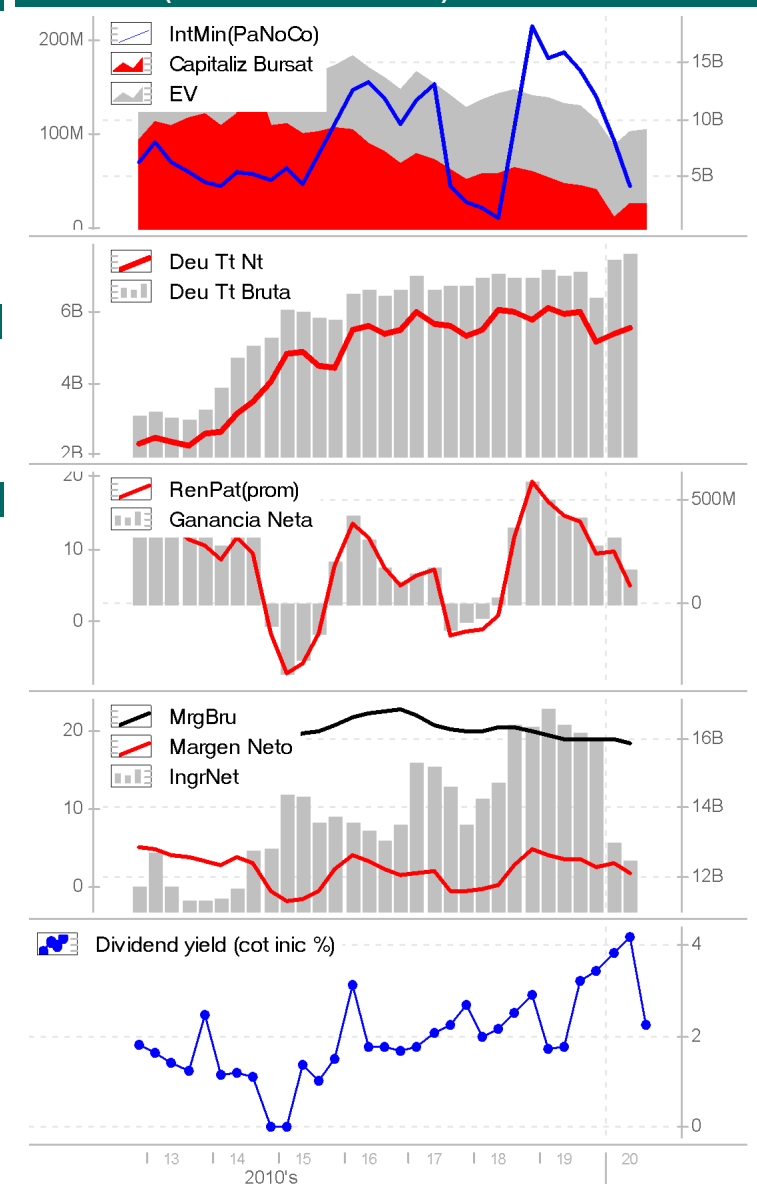 200M
IntMin(PaNoCo)
15B
Capitaliz Bursat
EV
100M
10B
5B
0
Deu Tt Nt
Deu Tt Bruta
6B
4B
2B
20
RenPat(prom)
500M
Ganancia Neta
10
0
0
MrgBru
20
16B
Margen Neto
IngrNet
10
14B
12B
0
Dividend yield (cot inic %)
4
2
0
13 14 15 16 17 18 19 20
2010's